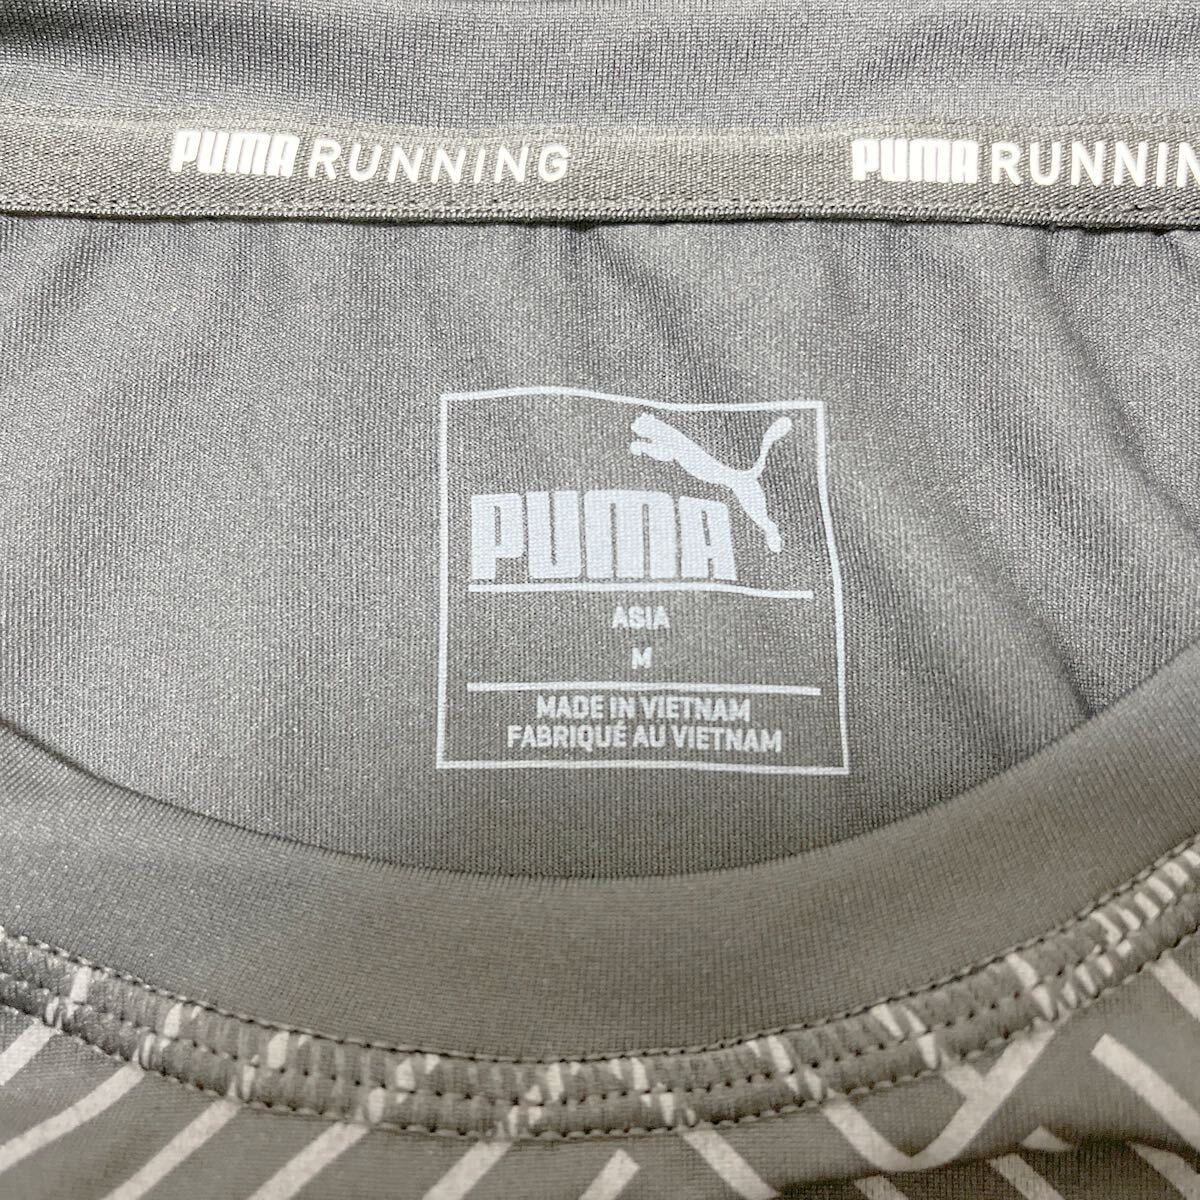 PUMA RUNNING PUMA RUNNIN
PUMA
ASIA
M
MADE IN VIETNAM
FABRIQUÉ AU VIETNAM